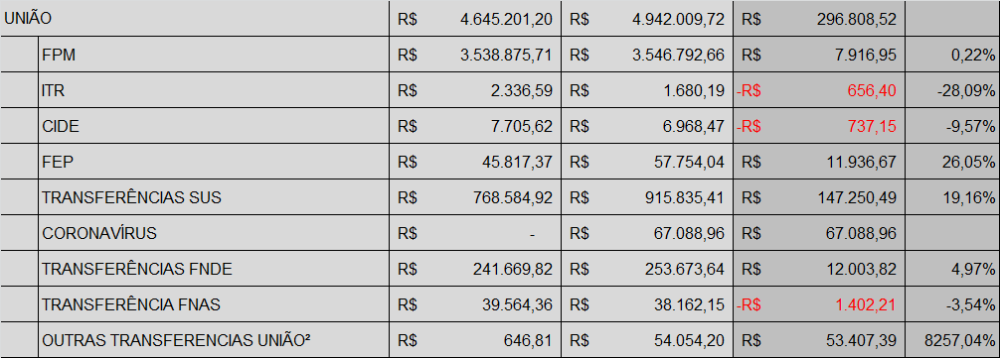 UNIÃO R$ 4.645.201,20 R$ 4.942.009,72 R$ 296.808,52
FPM R$ 3.538.875,71 R$ 3.546.792,66 R$ 7.916,95 0,22%
ITR R$ 2.336,59 R$ 1.680,19 -R$ 656,40 -28,09%
CIDE R$ 7.705,62 R$ 6.968,47 -R$ 737,15 -9,57%
FEP R$ 45.817,37 R$ 57.754,04 R$ 11.936,67 26,05%
TRANSFERÊNCIAS SUS R$ 768.584,92 R$ 915.835,41 R$ 147.250,49 19,16%
CORONAVÍRUS R$ - R$ 67.088,96 R$ 67.088,96
TRANSFERÊNCIAS FNDE R$ 241.669,82 R$ 253.673,64 R$ 12.003,82 4,97%
TRANSFERÊNCIA FNAS R$ 39.564,36 R$ 38.162,15 -R$ 1.402,21 -3,54%
OUTRAS TRANSFERENCIAS UNIÃO² R$ 646,81 R$ 54.054,20 R$ 53.407,39 8257,04%